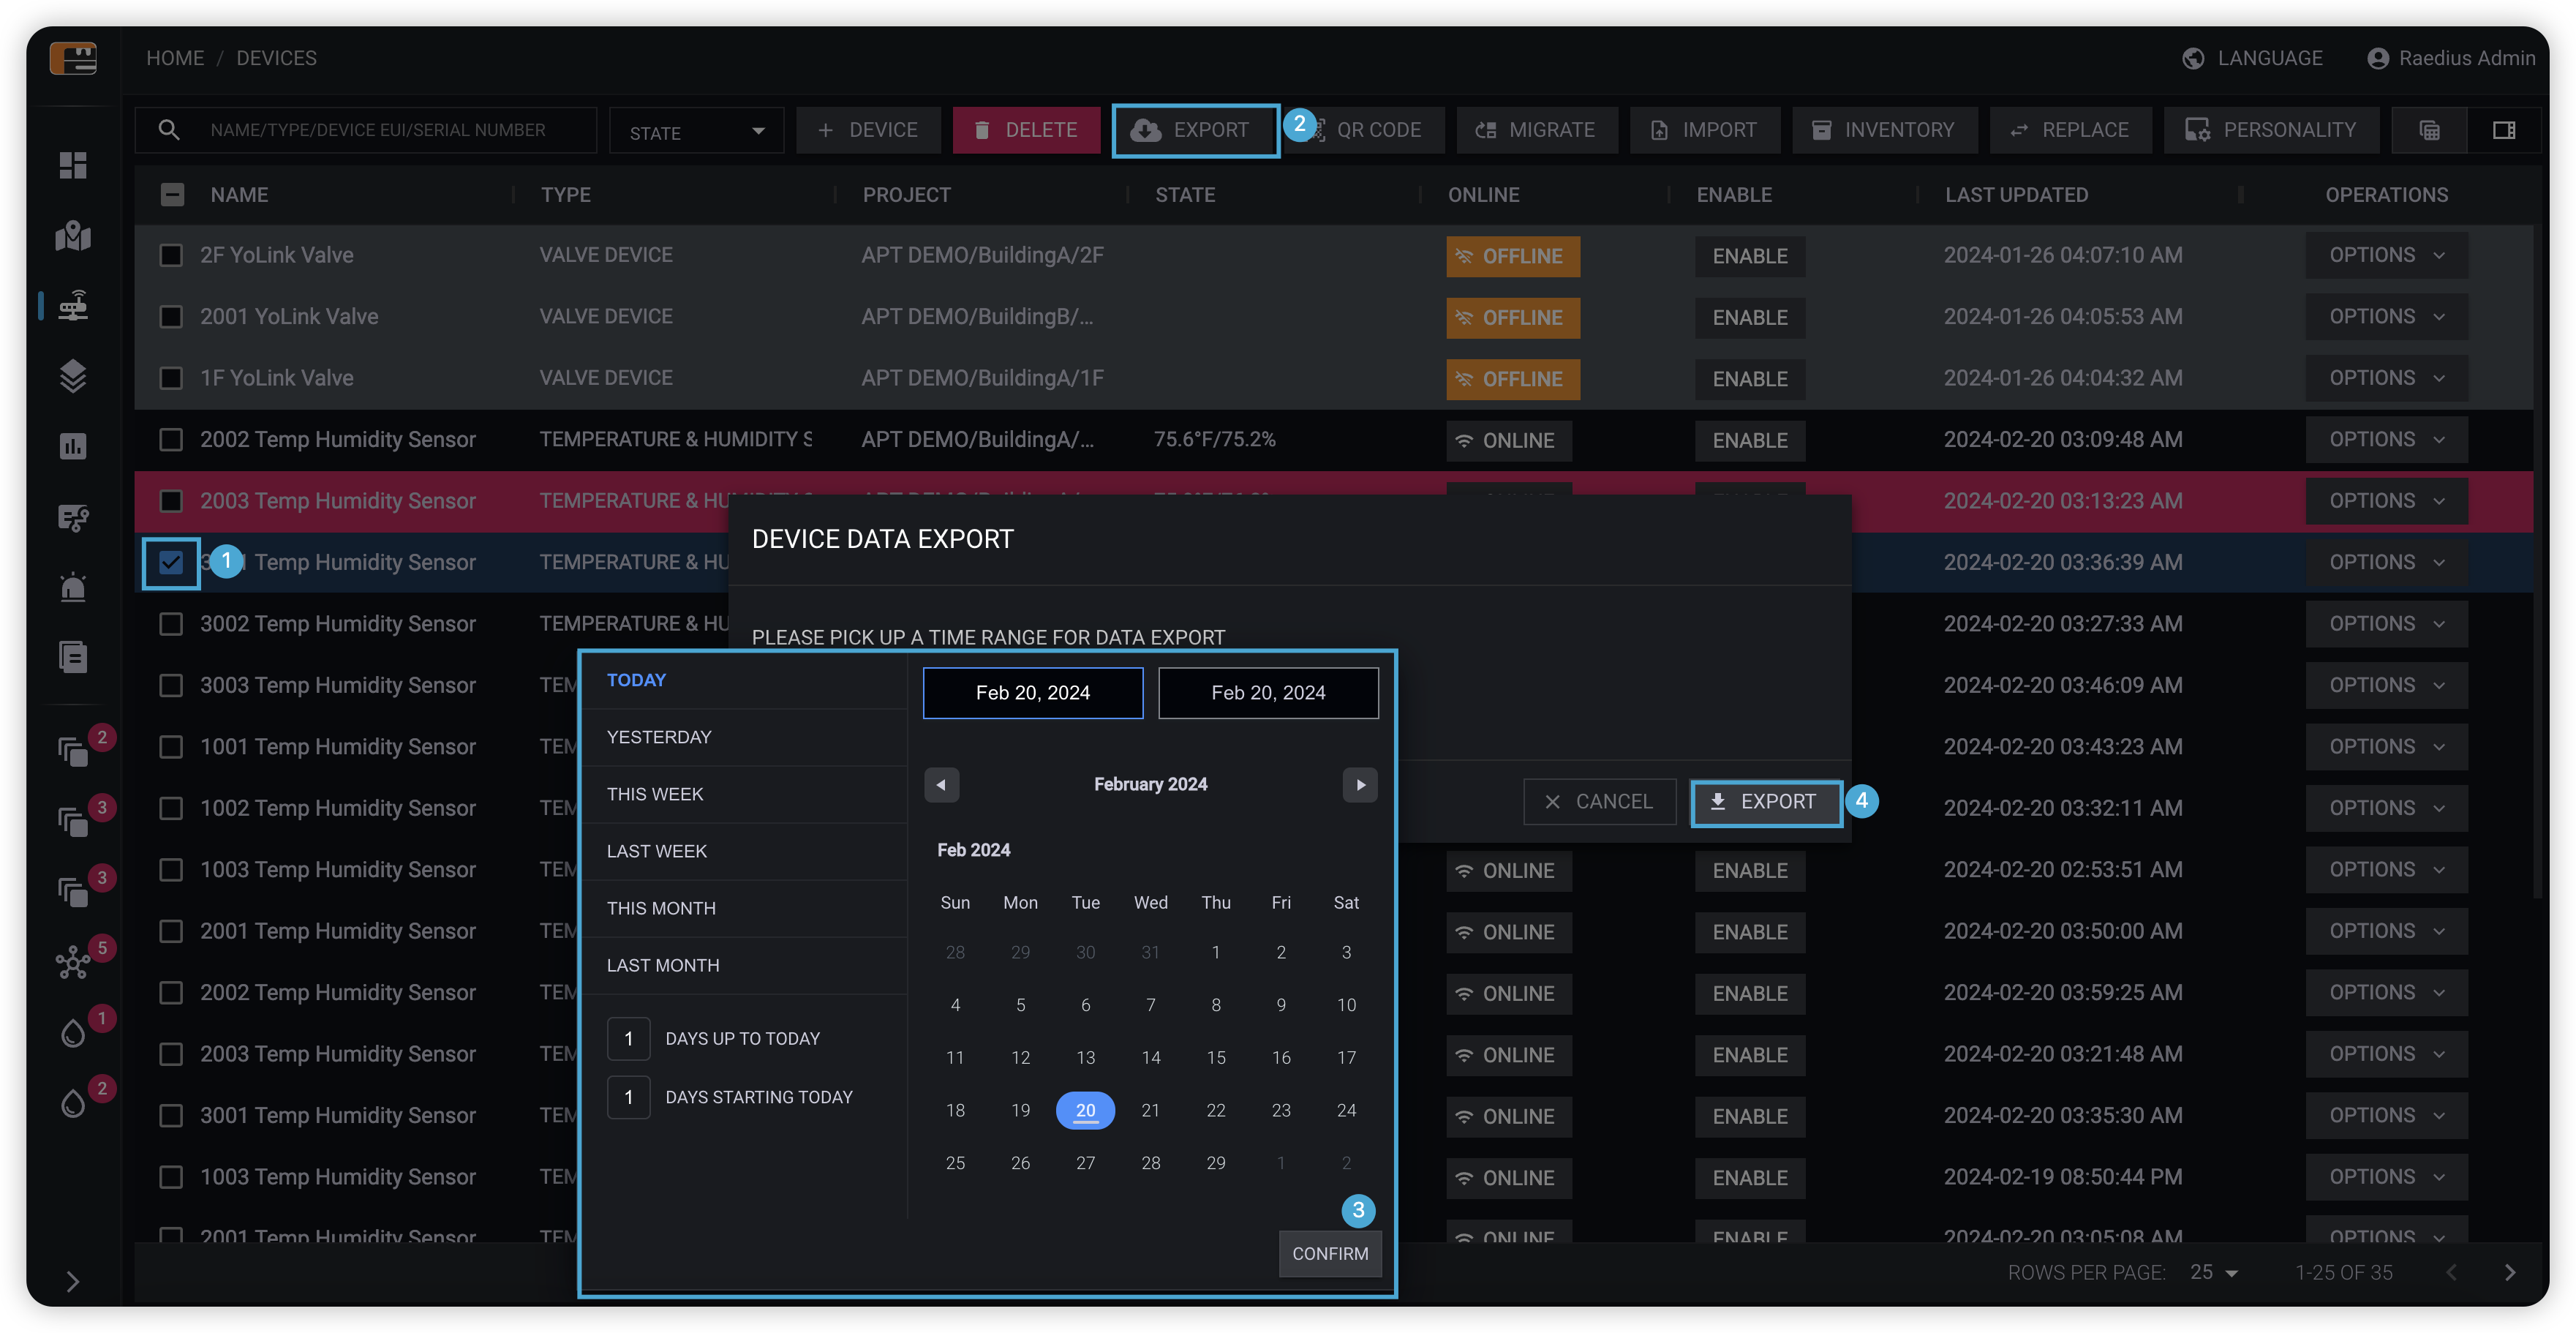 HOME / DEVICES
LANGUAGE
Raedius Admin
NAME/TYPE/DEVICE EUI/SERIAL NUMBER
STATE
+ DEVICE
DELETE
EXPORT
2
QR CODE
MIGRATE
IMPORT
INVENTORY
REPLACE
PERSONALITY
NAME TYPE PROJECT STATE ONLINE ENABLE LAST UPDATED OPERATIONS
2F YoLink Valve VALVE DEVICE APT DEMO/BuildingA/2F OFFLINE ENABLE 2024-01-26 04:07:10 AM OPTIONS
2001 YoLink Valve VALVE DEVICE APT DEMO/BuildingB/... OFFLINE ENABLE 2024-01-26 04:05:53 AM OPTIONS
1F YoLink Valve VALVE DEVICE APT DEMO/BuildingA/1F OFFLINE ENABLE 2024-01-26 04:04:32 AM OPTIONS
2002 Temp Humidity Sensor TEMPERATURE & HUMIDITY S APT DEMO/BuildingA/... 75.6°F/75.2% ONLINE ENABLE 2024-02-20 03:09:48 AM OPTIONS
2003 Temp Humidity Sensor TEMPERATURE & HU 2024-02-20 03:13:23 AM OPTIONS
1 Temp Humidity Sensor TEMPERATURE & HU 2024-02-20 03:36:39 AM OPTIONS
3002 Temp Humidity Sensor TEMPERATURE & HU 2024-02-20 03:27:33 AM OPTIONS
3003 Temp Humidity Sensor TEM 2024-02-20 03:46:09 AM OPTIONS
1001 Temp Humidity Sensor TEM 2024-02-20 03:43:23 AM OPTIONS
1002 Temp Humidity Sensor TEM 2024-02-20 03:32:11 AM OPTIONS
1003 Temp Humidity Sensor TEM ONLINE ENABLE 2024-02-20 02:53:51 AM OPTIONS
2001 Temp Humidity Sensor TEM ONLINE ENABLE 2024-02-20 03:50:00 AM OPTIONS
2002 Temp Humidity Sensor TEM ONLINE ENABLE 2024-02-20 03:59:25 AM OPTIONS
2003 Temp Humidity Sensor TEM ONLINE ENABLE 2024-02-20 03:21:48 AM OPTIONS
3001 Temp Humidity Sensor TEM ONLINE ENABLE 2024-02-20 03:35:30 AM OPTIONS
1003 Temp Humidity Sensor TEM ONLINE ENABLE 2024-02-19 08:50:44 PM OPTIONS
2001 Temp Humidity Sensor TEM ONLINE ENABLE 2024-02-20 03:05:08 AM OPTIONS
2
3
3
5
1
2
DEVICE DATA EXPORT
PLEASE PICK UP A TIME RANGE FOR DATA EXPORT
CANCEL
EXPORT
4
TODAY
YESTERDAY
THIS WEEK
LAST WEEK
THIS MONTH
LAST MONTH
1 DAYS UP TO TODAY
1 DAYS STARTING TODAY
Feb 20, 2024
Feb 20, 2024
February 2024
Feb 2024
Sun Mon Tue Wed Thu Fri Sat
28 29 30 31 1 2 3
4 5 6 7 8 9 10
11 12 13 14 15 16 17
18 19 20 21 22 23 24
25 26 27 28 29 1 2
3
CONFIRM
ROWS PER PAGE: 25
1-25 OF 35